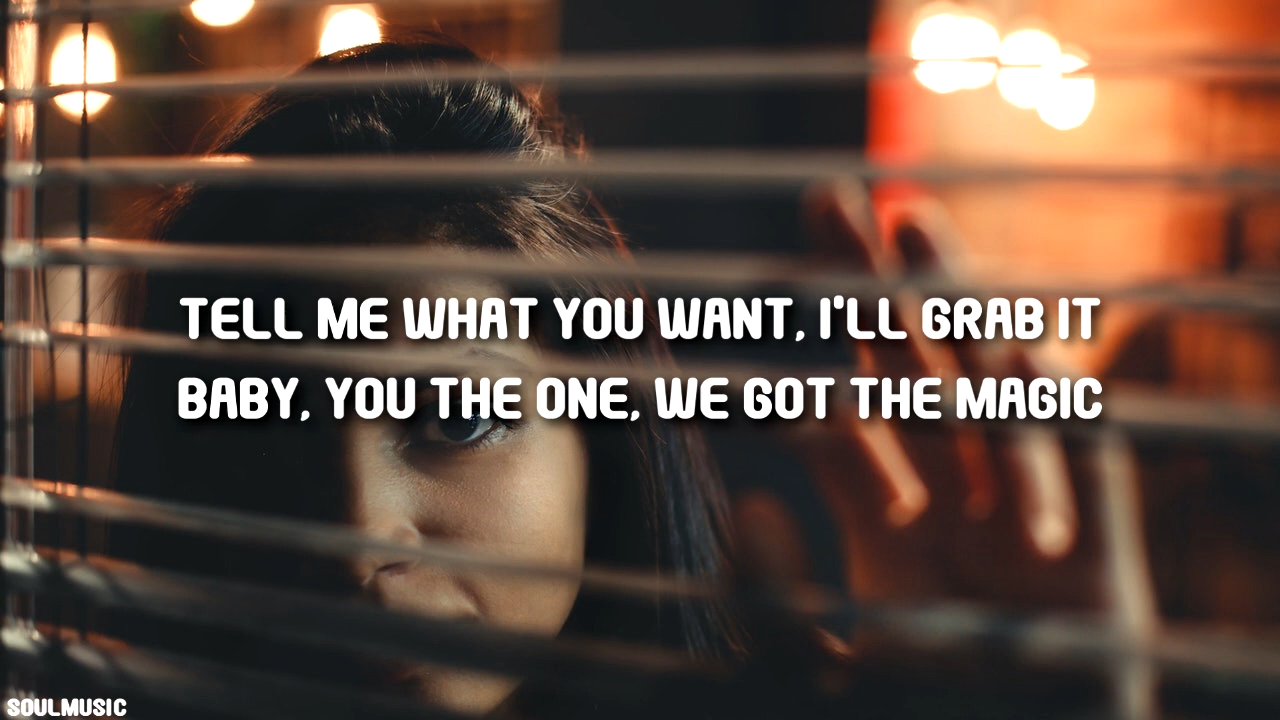 TELL ME WHAT YOU WANT, I'LL GRAB IT
BABY, YOU THE ONE, WE GOT THE MAGIC
SOULMUSIC